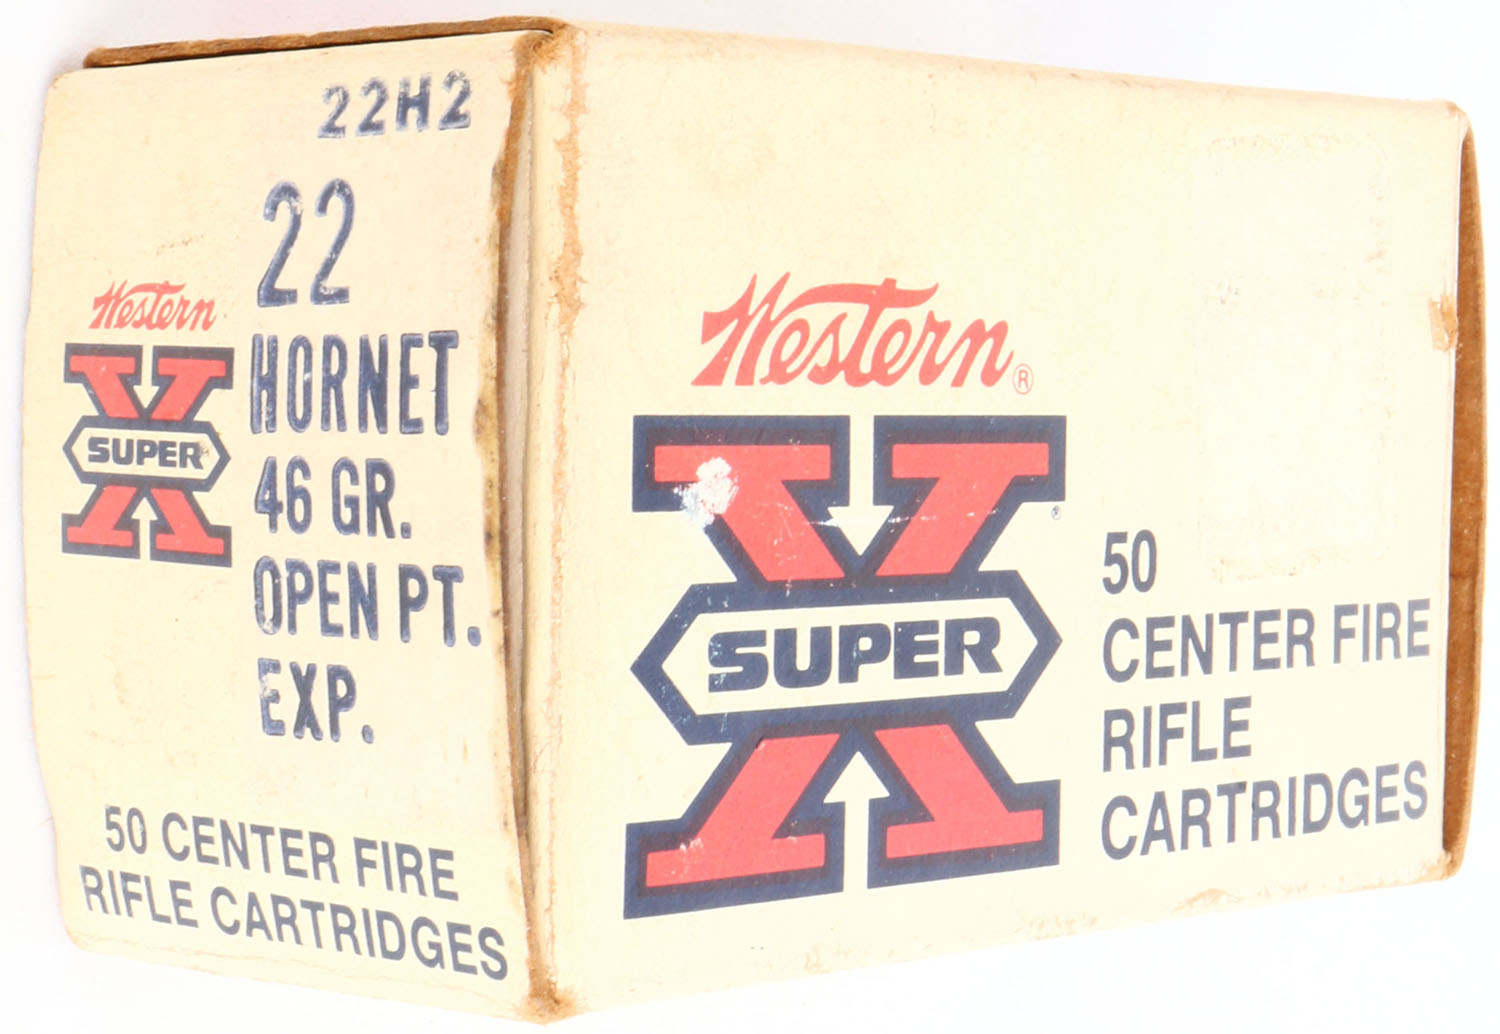 22H2
22
HORNET
46 GR.
OPEN PT.
EXP.
Western
SUPER X
50 CENTER FIRE
RIFLE CARTRIDGES
Western®
SUPER X®
50
CENTER FIRE
RIFLE
CARTRIDGES